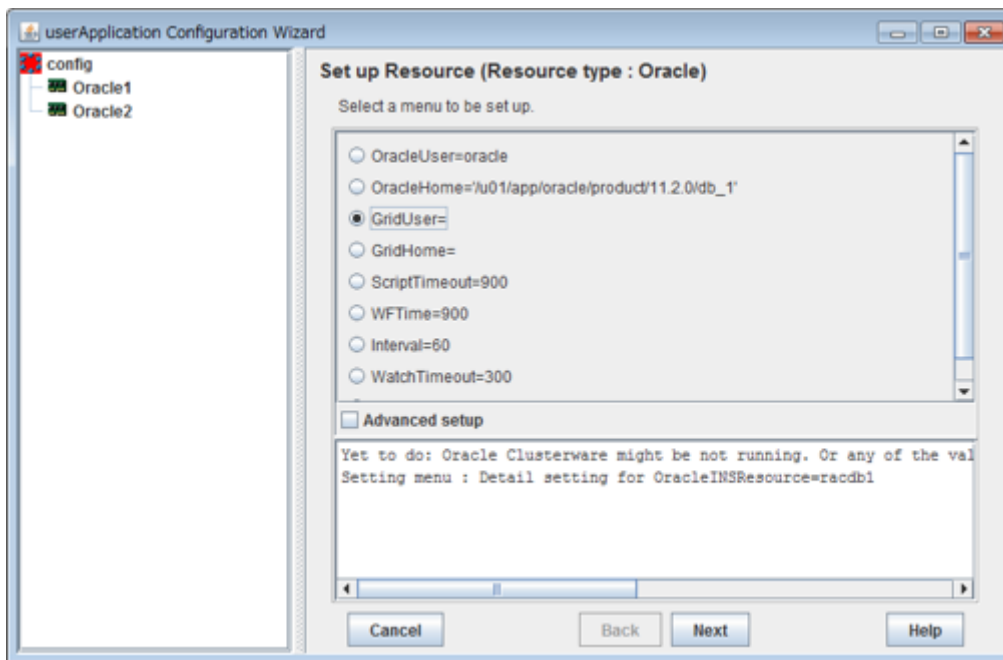 userApplication Configuration Wizard
config
Oracle1
Oracle2
Set up Resource (Resource type : Oracle)
Select a menu to be set up.
OracleUser=oracle
OracleHome='/u01/app/oracle/product/11.2.0/db_1'
GridUser=
GridHome=
ScriptTimeout=900
WFTime=900
Interval=60
WatchTimeout=300
Advanced setup
Yet to do: Oracle Clusterware might be not running. Or any of the val
Setting menu : Detail setting for OracleINSResource=racdb1
Cancel
Back
Next
Help